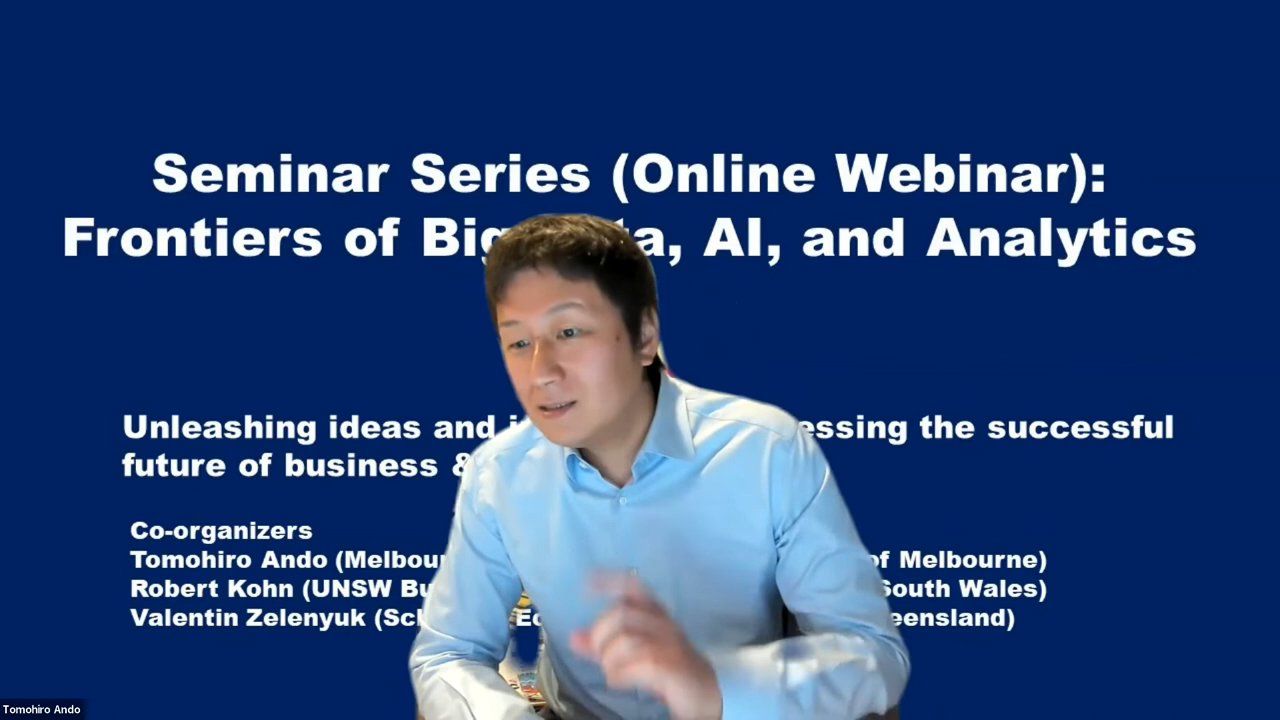 Seminar Series (Online Webinar):
Frontiers of Big ta, AI, and Analytics
Unleashing ideas and essing the successful
future of business &
Co-organizers
Tomohiro Ando (Melbour of Melbourne)
Robert Kohn (UNSW Bu South Wales)
Valentin Zelenyuk (Sc Ec eensland)
Tomohiro Ando